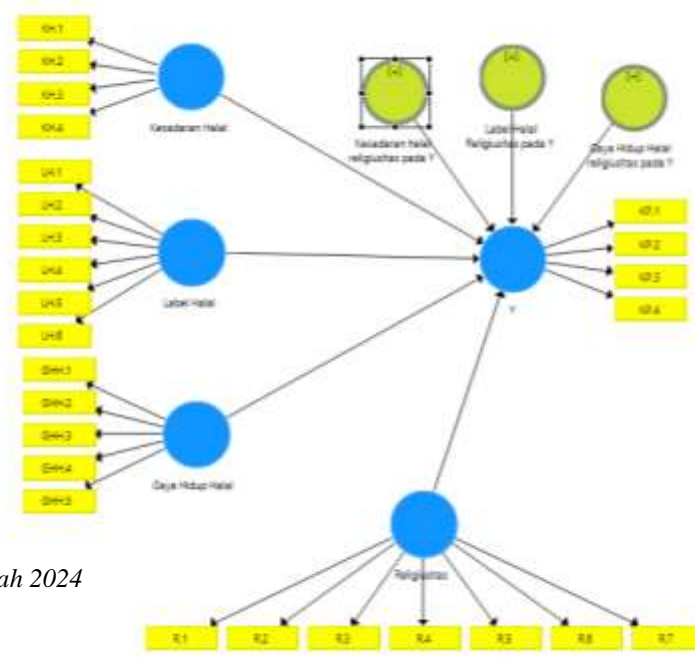 KH.1
KH.2
KH.3
KH.4
Kesadaran Halal
LH.1
LH.2
LH.3
LH.4
LH.5
LH.6
Label Halal
GHH.1
GHH.2
GHH.3
GHH.4
GHH.5
Gaya Hidup Halal
Kesadaran halal
religiusitas pada Y
Label Halal
Religiusitas pada Y
Gaya Hidup Halal
religiusitas pada Y
KP.1
KP.2
KP.3
KP.4
Y
Religiusitas
R.1
R.2
R.3
R.4
R.5
R.6
R.7
ah 2024